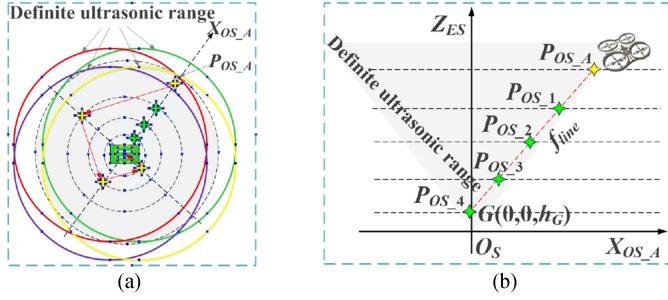 Definite ultrasonic range
X_OS_A
P_OS_A
(a)
Z_ES
P_OS_A
P_OS_1
P_OS_2
P_OS_3
P_OS_4
Definite ultrasonic range
f_line
G(0,0,h_G)
O_S
X_OS_A
(b)